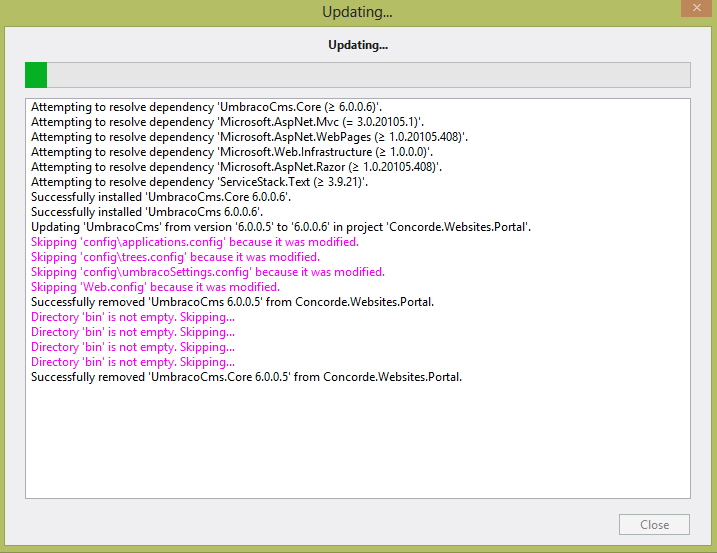 Updating...
Updating...
Attempting to resolve dependency 'UmbracoCms.Core (≥ 6.0.0.6)'.
Attempting to resolve dependency 'Microsoft.AspNet.Mvc (= 3.0.20105.1)'.
Attempting to resolve dependency 'Microsoft.AspNet.WebPages (≥ 1.0.20105.408)'.
Attempting to resolve dependency 'Microsoft.Web.Infrastructure (≥ 1.0.0.0)'.
Attempting to resolve dependency 'Microsoft.AspNet.Razor (≥ 1.0.20105.408)'.
Attempting to resolve dependency 'ServiceStack.Text (≥ 3.9.21)'.
Successfully installed 'UmbracoCms.Core 6.0.0.6'.
Successfully installed 'UmbracoCms 6.0.0.6'.
Updating 'UmbracoCms' from version '6.0.0.5' to '6.0.0.6' in project 'Concorde.Websites.Portal'.
Skipping 'config\applications.config' because it was modified.
Skipping 'config\trees.config' because it was modified.
Skipping 'config\umbracoSettings.config' because it was modified.
Skipping 'Web.config' because it was modified.
Successfully removed 'UmbracoCms 6.0.0.5' from Concorde.Websites.Portal.
Directory 'bin' is not empty. Skipping...
Directory 'bin' is not empty. Skipping...
Directory 'bin' is not empty. Skipping...
Directory 'bin' is not empty. Skipping...
Successfully removed 'UmbracoCms.Core 6.0.0.5' from Concorde.Websites.Portal.
Close